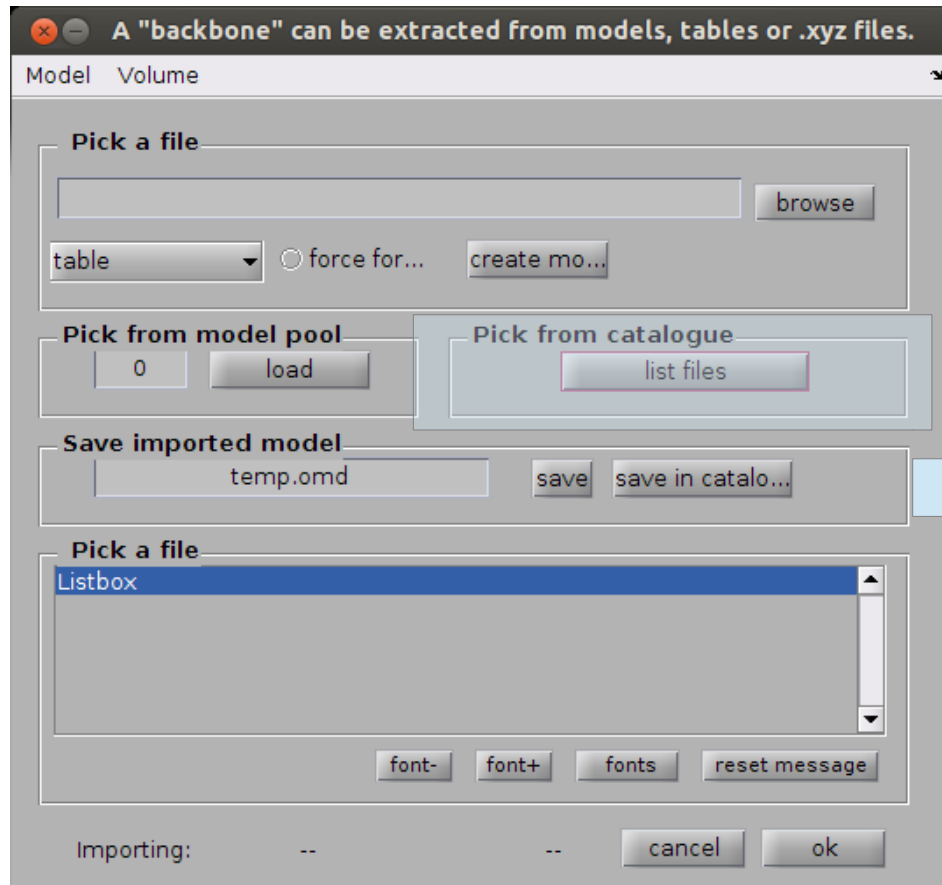 A "backbone" can be extracted from models, tables or .xyz files.
Model Volume
Pick a file
browse
table force for... create mo...
Pick from model pool Pick from catalogue
0 load list files
Save imported model
temp.omd save save in catalo...
Pick a file
Listbox
font- font+ fonts reset message
Importing: -- -- cancel ok